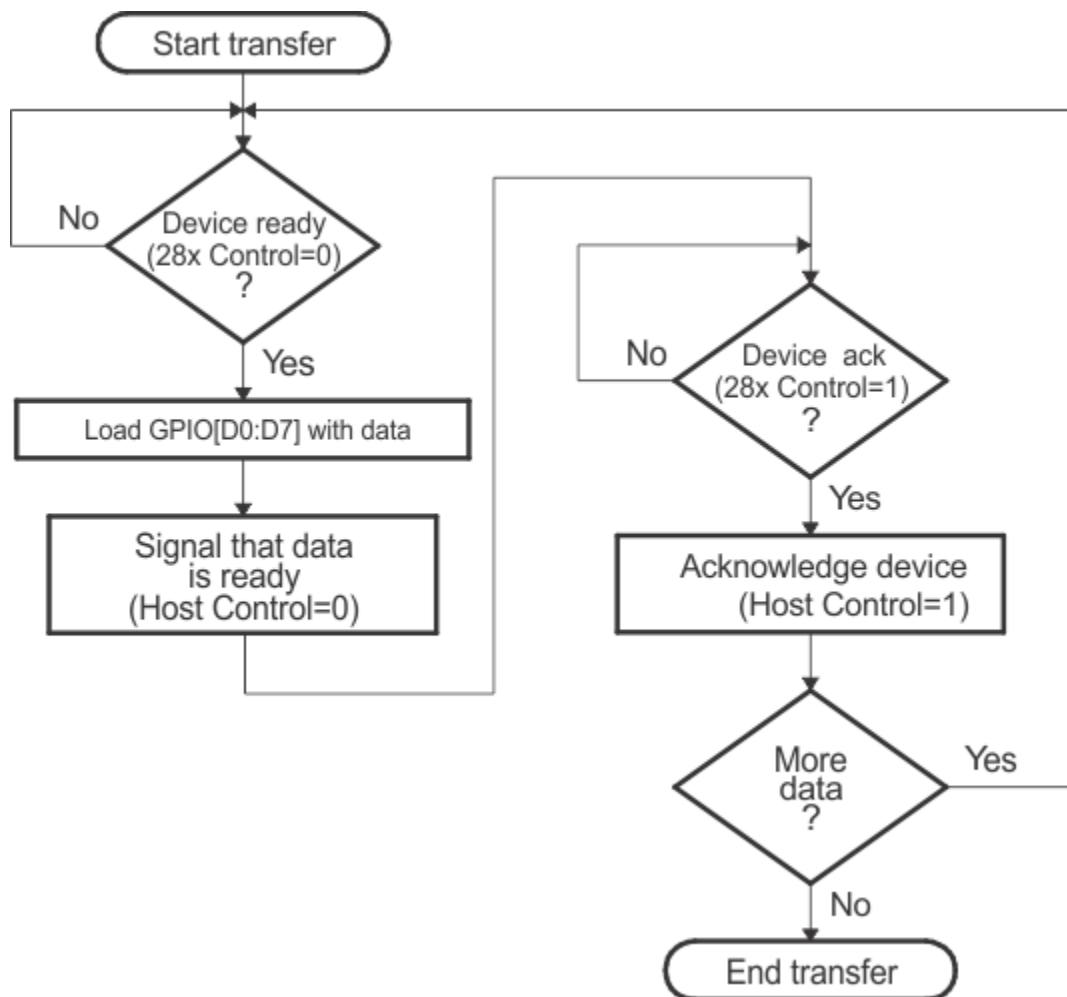 Start transfer
No
Device ready
(28x Control=0)
?
Yes
Load GPIO[D0:D7] with data
Signal that data
is ready
(Host Control=0)
No
Device ack
(28x Control=1)
?
Yes
Acknowledge device
(Host Control=1)
More
data
?
Yes
No
End transfer